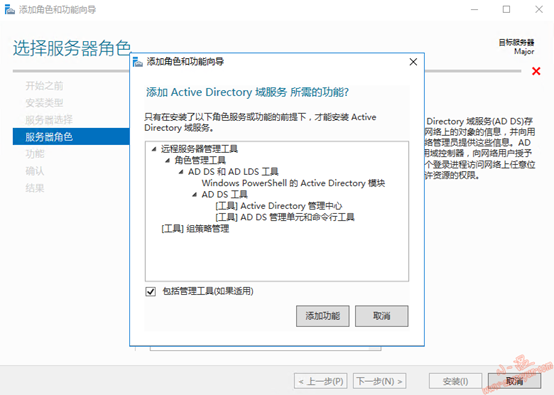 添加角色和功能向导
选择服务器角色
目标服务器
Major
开始之前
安装类型
服务器选择
服务器角色
功能
确认
结果
添加角色和功能向导
添加 Active Directory 域服务 所需的功能?
只有在安装了以下角色服务或功能的前提下，才能安装 Active
Directory 域服务。
远程服务器管理工具
角色管理工具
AD DS 和 AD LDS 工具
Windows PowerShell 的 Active Directory 模块
AD DS 工具
[工具] Active Directory 管理中心
[工具] AD DS 管理单元和命令行工具
[工具] 组策略管理
包括管理工具(如果适用)
添加功能
取消
Directory 域服务(AD DS)存
网络上的对象的信息，并向用
络管理员提供这些信息。AD
用域控制器，向网络用户授予
个登录进程访问网络上任意位
许资源的权限。
< 上一步(P)
下一步(N) >
安装(I)
取消